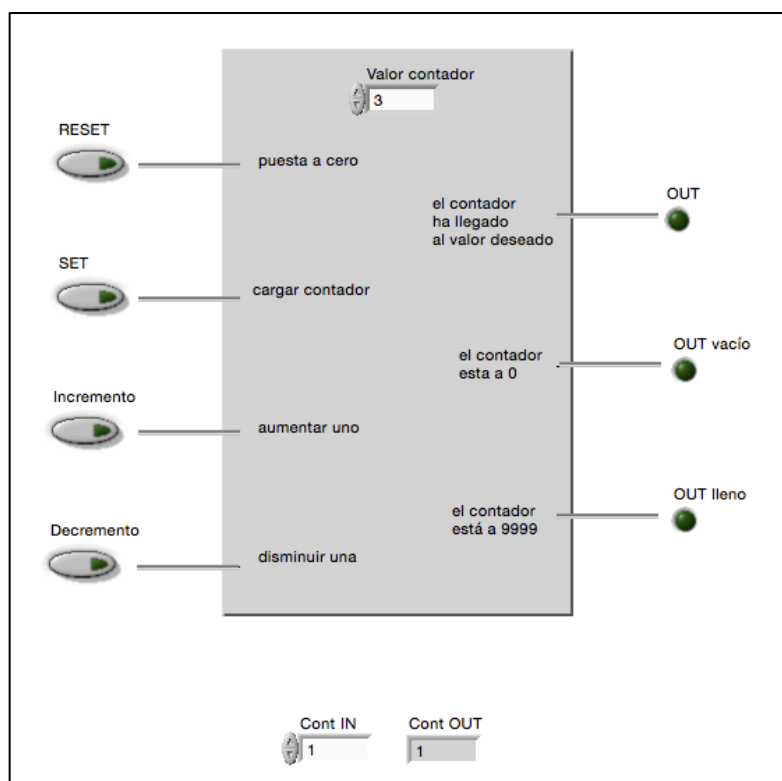 Valor contador
3
RESET
puesta a cero
OUT
el contador
ha llegado
al valor deseado
SET
cargar contador
OUT vacío
el contador
esta a 0
Incremento
aumentar uno
OUT lleno
el contador
está a 9999
Decremento
disminuir una
Cont IN
1
Cont OUT
1